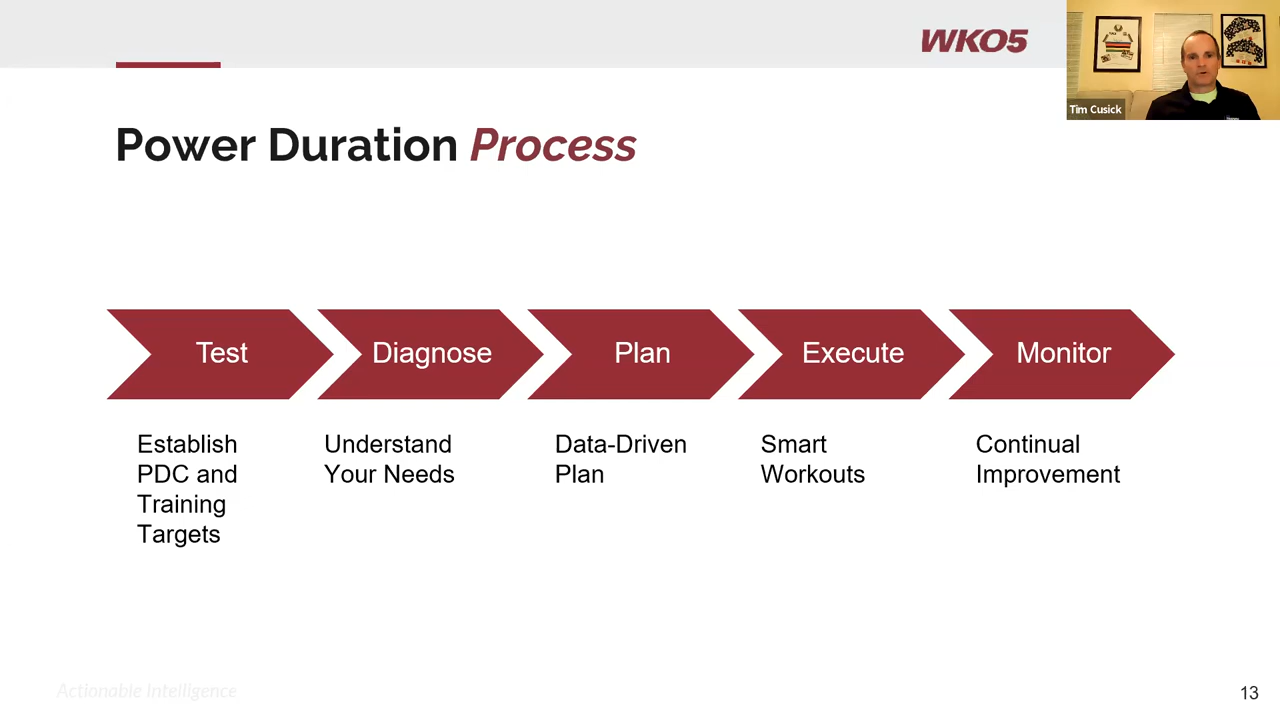 WKO5
Tim Cusick
Power Duration Process
Test
Diagnose
Plan
Execute
Monitor
Establish
PDC and
Training
Targets
Understand
Your Needs
Data-Driven
Plan
Smart
Workouts
Continual
Improvement
Actionable Intelligence
13